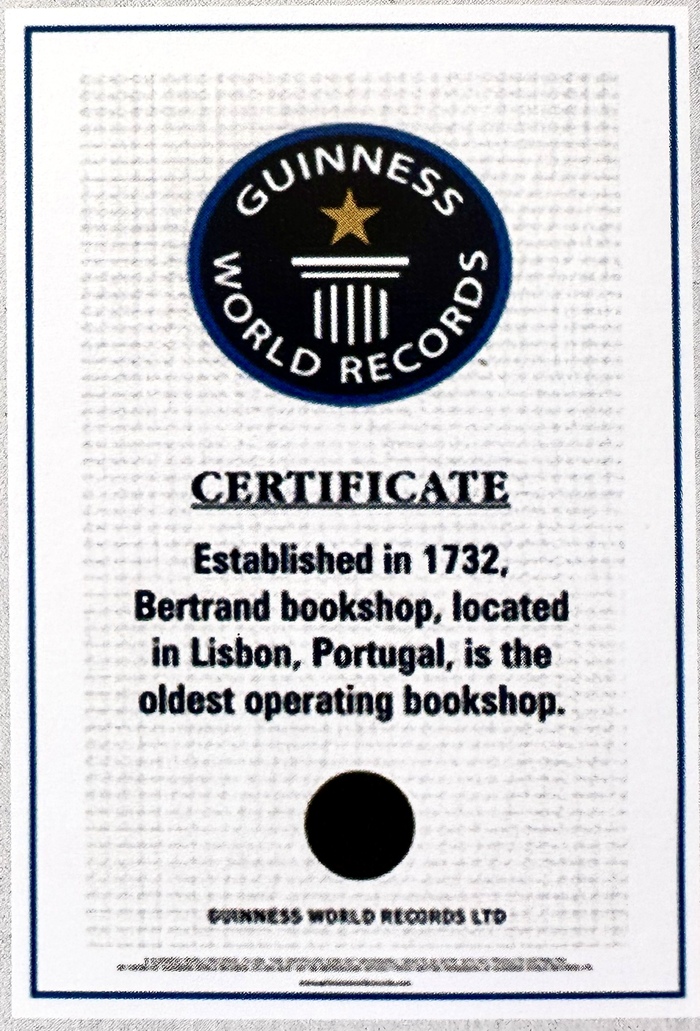 GUINNESS
WORLD RECORDS
CERTIFICATE
Established in 1732,
Bertrand bookshop, located
in Lisbon, Portugal, is the
oldest operating bookshop.
GUINNESS WORLD RECORDS LTD